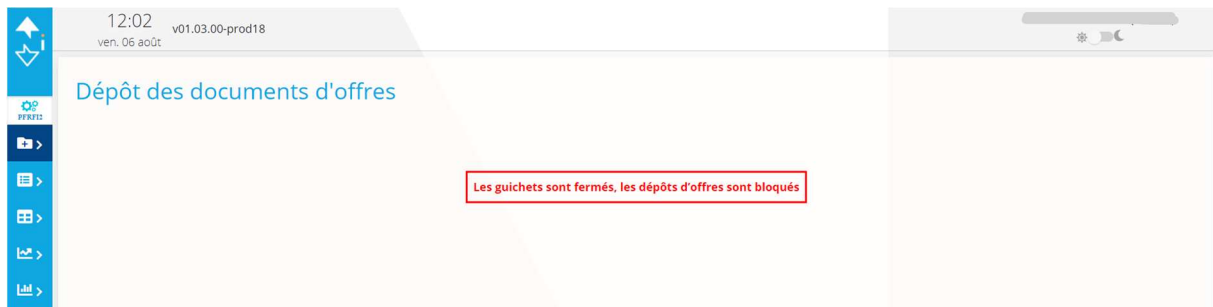 12:02
v01.03.00-prod18
ven. 06 août
i
PFRFI2
Dépôt des documents d'offres
Les guichets sont fermés, les dépôts d’offres sont bloqués